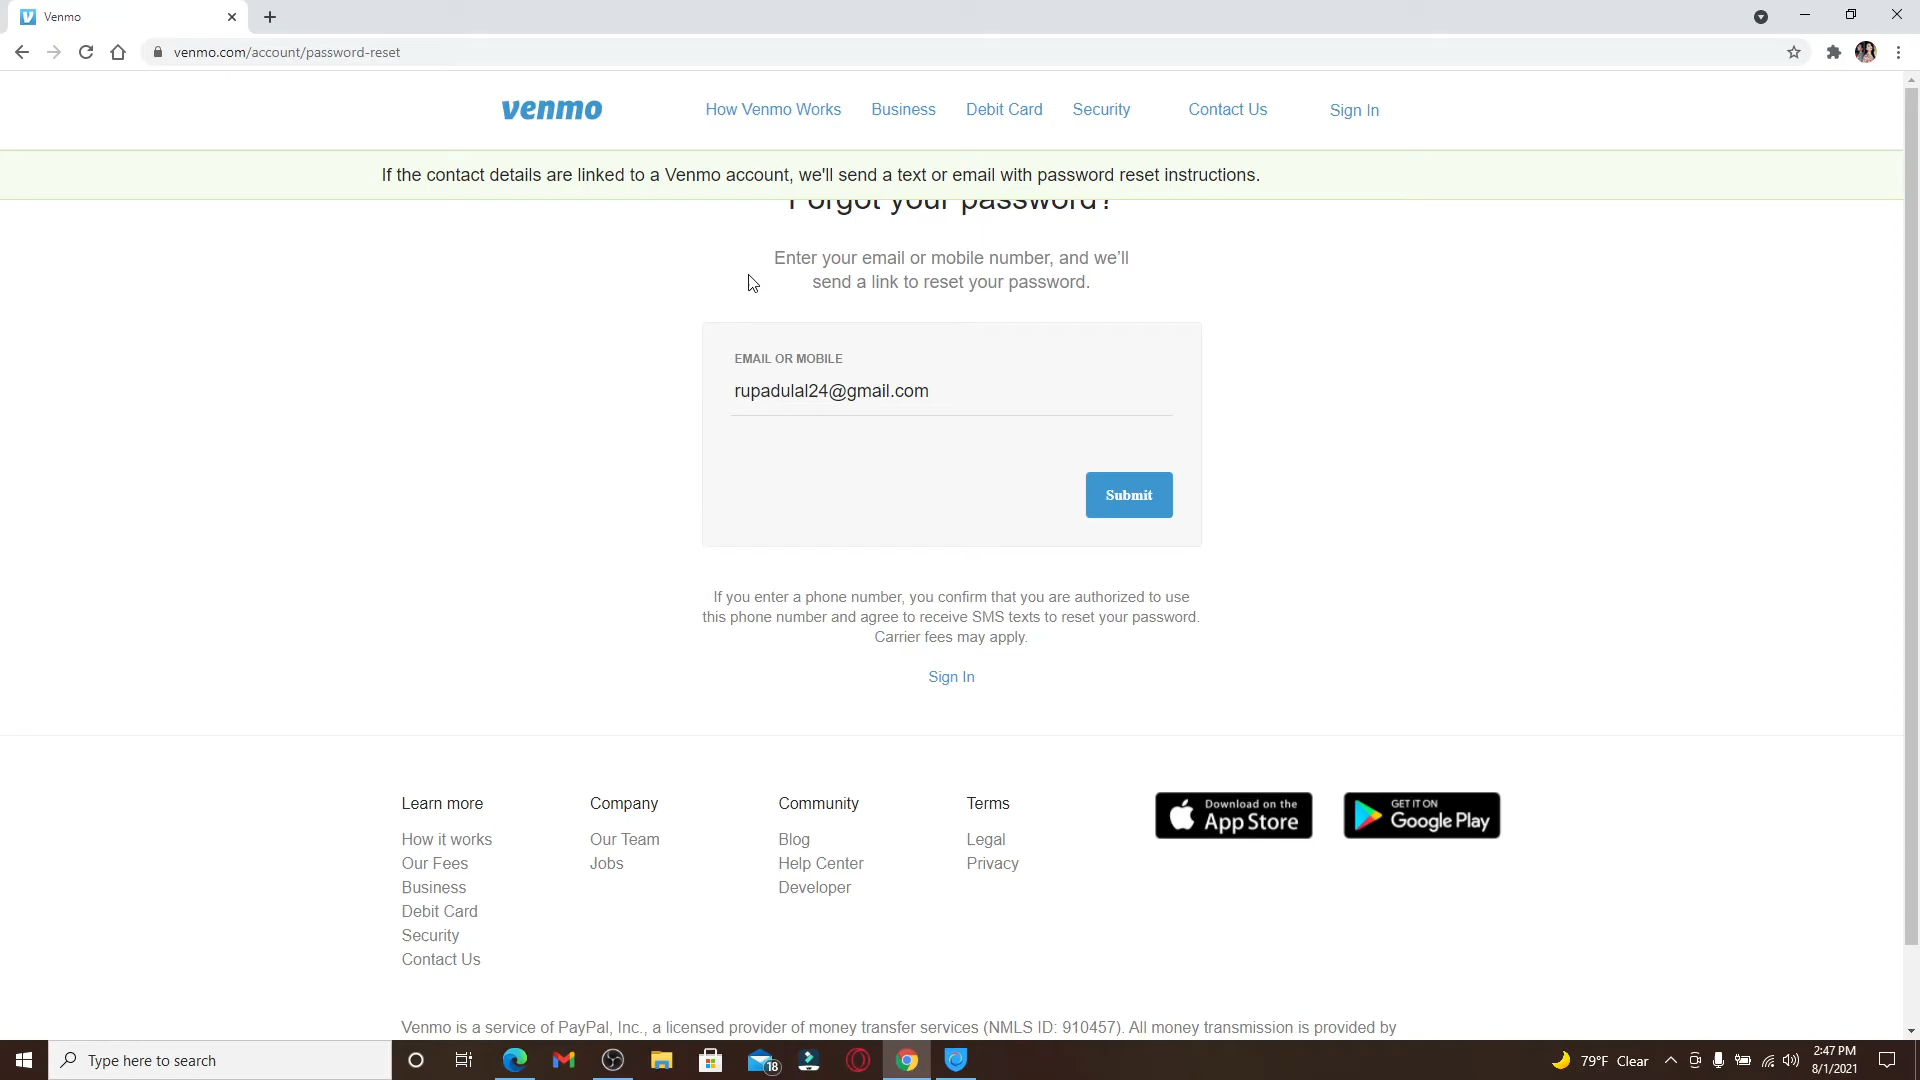 Venmo
venmo.com/account/password-reset
venmo
How Venmo Works
Business
Debit Card
Security
Contact Us
Sign In
If the contact details are linked to a Venmo account, we'll send a text or email with password reset instructions.
Forgot your password?
Enter your email or mobile number, and we'll
send a link to reset your password.
EMAIL OR MOBILE
rupadulal24@gmail.com
Submit
If you enter a phone number, you confirm that you are authorized to use
this phone number and agree to receive SMS texts to reset your password.
Carrier fees may apply.
Sign In
Learn more
How it works
Our Fees
Business
Debit Card
Security
Contact Us
Company
Our Team
Jobs
Community
Blog
Help Center
Developer
Terms
Legal
Privacy
Download on the
App Store
GET IT ON
Google Play
Venmo is a service of PayPal, Inc., a licensed provider of money transfer services (NMLS ID: 910457). All money transmission is provided by
Type here to search
18
79°F Clear
2:47 PM
8/1/2021